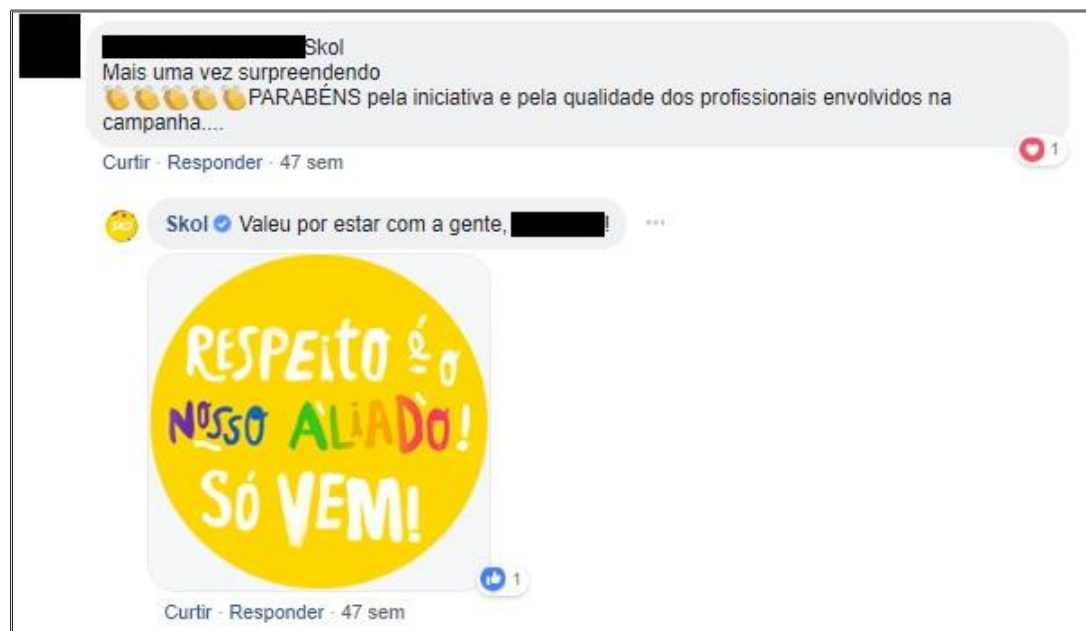 Skol
Mais uma vez surpreendendo
👏👏👏👏👏PARABÉNS pela iniciativa e pela qualidade dos profissionais envolvidos na
campanha....
Curtir · Responder · 47 sem
1
Skol Valeu por estar com a gente, !
RESPEITO é o
NOSSO ALIADO!
SÓ VEM!
1
Curtir · Responder · 47 sem